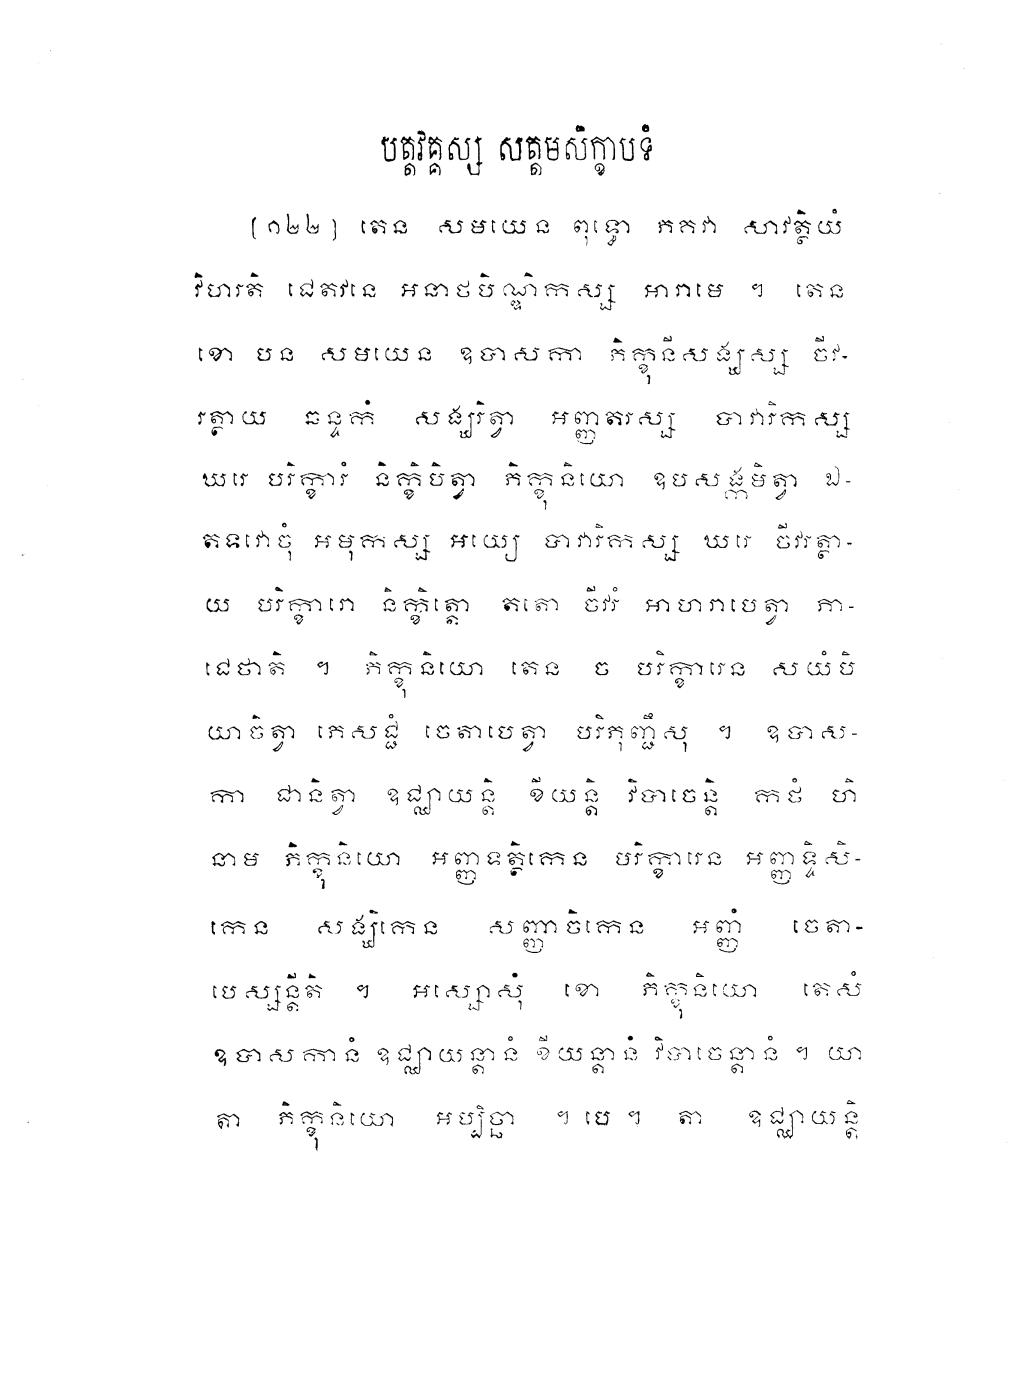 បត្តវគ្គស្ស សត្តមសិក្ខាបទំ
(១២២) តេន សមយេន ពុទ្ធោ ភគវា សាវត្ថិយំ
វិហរតិ ជេតវនេ អនាថបិណ្ឌិកស្ស អារាមេ ។ តេន
ខោ បន សមយេន ឧបាសកា ភិក្ខុនីសង្ឃស្ស ចីវ-
រត្ថាយ ឆន្ទកំ សង្ឃរិត្វា អញ្ញតរស្ស បាវារិកស្ស
ឃរេ បរិក្ខារំ និក្ខិបិត្វា ភិក្ខុនិយោ ឧបសង្កមិត្វា ឯ-
តទវោចុំ អមុកស្ស អយ្យេ បាវារិកស្ស ឃរេ ចីវរត្ថា-
យ បរិក្ខារោ និក្ខិត្តោ តតោ ចីវរំ អាហរាបេត្វា ភា-
ជេថាតិ ។ ភិក្ខុនិយោ តេន ច បរិក្ខារេន សយំបិ
យាចិត្វា ភេសជ្ជំ ចេតាបេត្វា បរិភុញ្ជឹសុ ។ ឧបាស-
កា ជានិត្វា ឧជ្ឈាយន្តិ ខីយន្តិ វិបាចេន្តិ កថំ ហិ
នាម ភិក្ខុនិយោ អញ្ញទត្ថិកេន បរិក្ខារេន អញ្ញទ្ទិសិ-
កេន សង្ឃិកេន សញ្ញាចិកេន អញ្ញំ ចេតា-
បេស្សន្តីតិ ។ អស្សោសុំ ខោ ភិក្ខុនិយោ តេសំ
ឧបាសកានំ ឧជ្ឈាយន្តានំ ខីយន្តានំ វិបាចេន្តានំ ។ យា
តា ភិក្ខុនិយោ អប្បិច្ឆា ។ បេ ។ តា ឧជ្ឈាយន្តិ